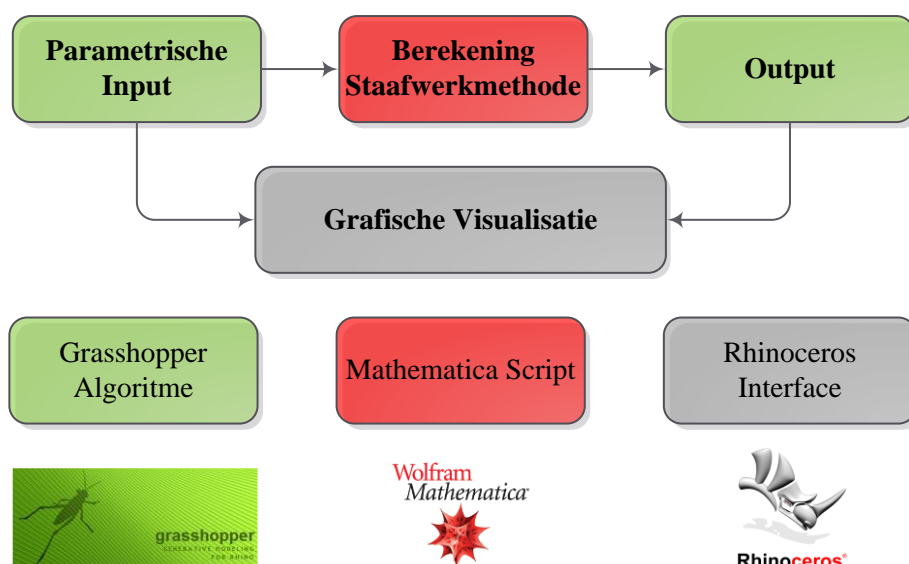 Parametrische
Input
Berekening
Staafwerkmethode
Output
Grafische Visualisatie
Grasshopper
Algoritme
Mathematica Script
Rhinoceros
Interface
grasshopper
GENERATIVE MODELING
FOR RHINO
Wolfram
Mathematica
Rhinoceros®